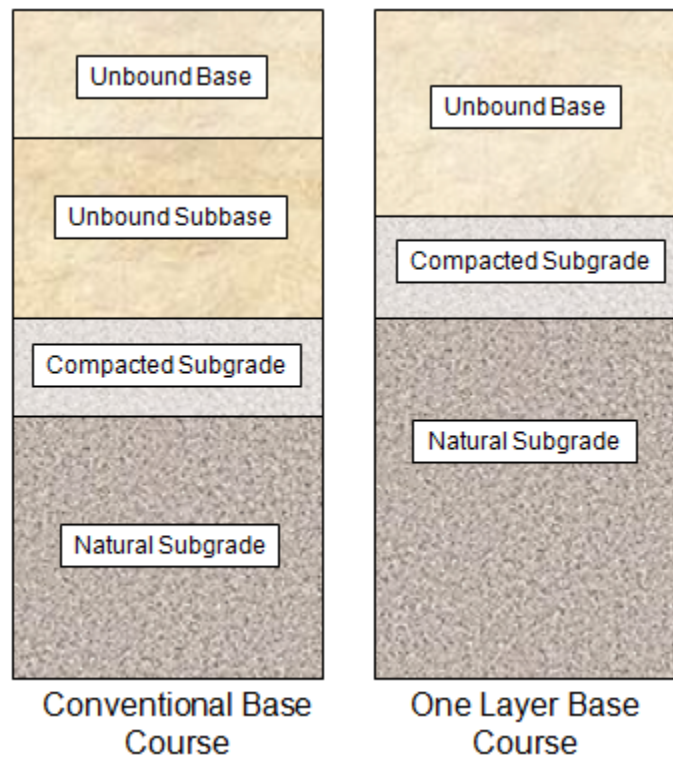 Unbound Base
Unbound Subbase
Compacted Subgrade
Natural Subgrade
Conventional Base
Course
Unbound Base
Compacted Subgrade
Natural Subgrade
One Layer Base
Course